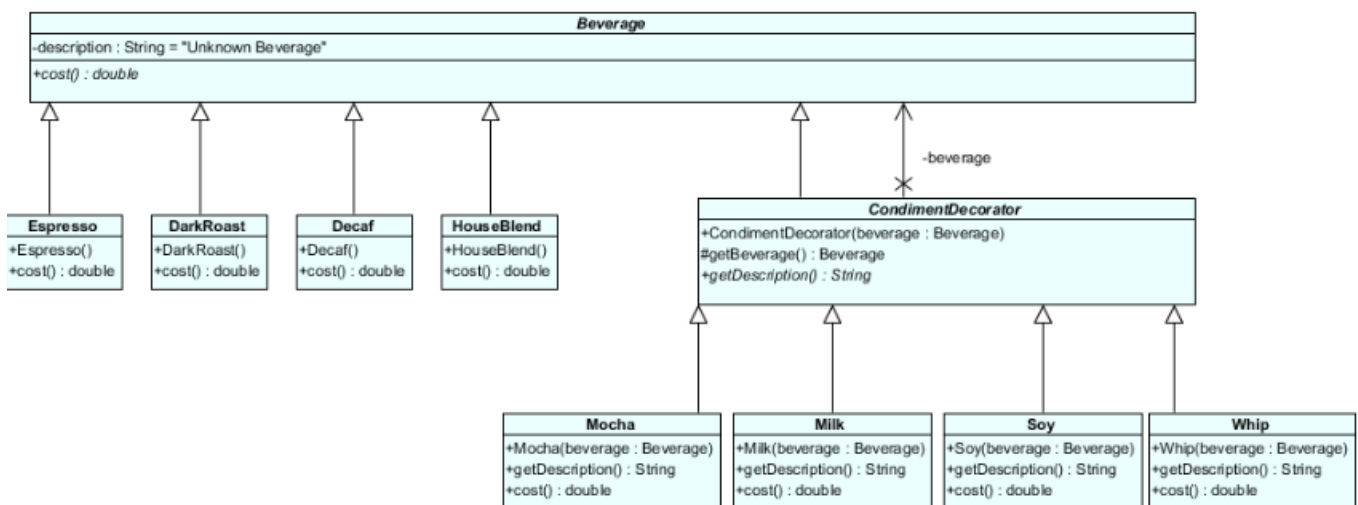 Beverage
-description : String = "Unknown Beverage"
+cost() : double
-beverage
Espresso
+Espresso()
+cost() : double
DarkRoast
+DarkRoast()
+cost() : double
Decaf
+Decaf()
+cost() : double
HouseBlend
+HouseBlend()
+cost() : double
CondimentDecorator
+CondimentDecorator(beverage : Beverage)
#getBeverage() : Beverage
+getDescription() : String
Mocha
+Mocha(beverage : Beverage)
+getDescription() : String
+cost() : double
Milk
+Milk(beverage : Beverage)
+getDescription() : String
+cost() : double
Soy
+Soy(beverage : Beverage)
+getDescription() : String
+cost() : double
Whip
+Whip(beverage : Beverage)
+getDescription() : String
+cost() : double